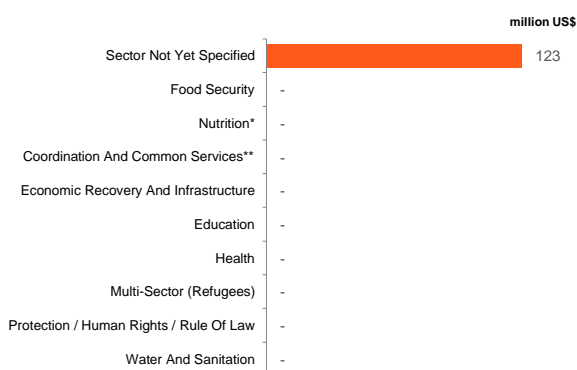 million US$
Sector Not Yet Specified 123
Food Security -
Nutrition* -
Coordination And Common Services** -
Economic Recovery And Infrastructure -
Education -
Health -
Multi-Sector (Refugees) -
Protection / Human Rights / Rule Of Law -
Water And Sanitation -